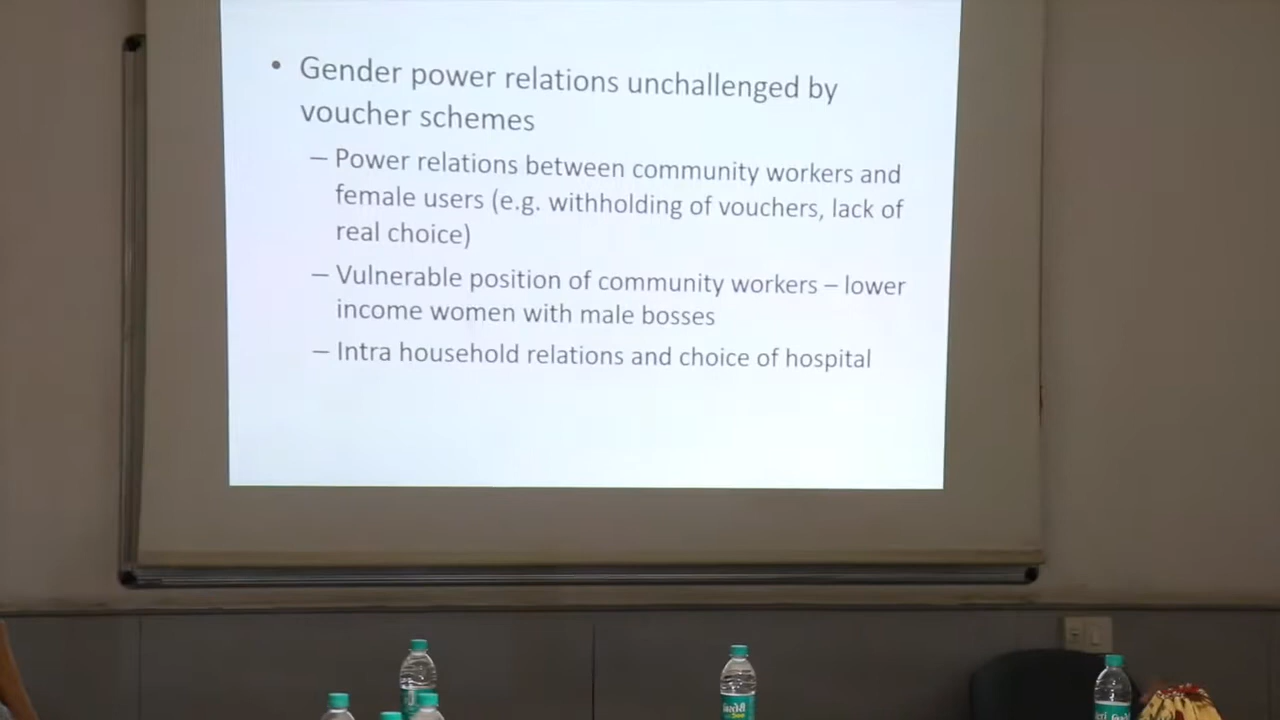 • Gender power relations unchallenged by
voucher schemes
– Power relations between community workers and
female users (e.g. withholding of vouchers, lack of
real choice)
– Vulnerable position of community workers – lower
income women with male bosses
– Intra household relations and choice of hospital